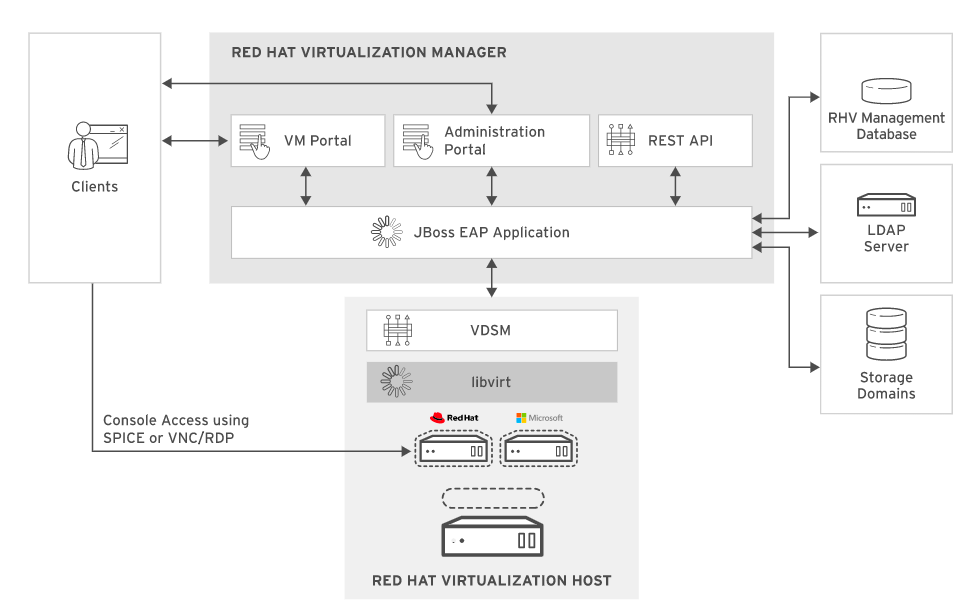 RED HAT VIRTUALIZATION MANAGER
Clients
VM Portal
Administration
Portal
REST API
JBoss EAP Application
RHV Management
Database
LDAP
Server
Storage
Domains
VDSM
libvirt
Console Access using
SPICE or VNC/RDP
Red Hat
Microsoft
RED HAT VIRTUALIZATION HOST